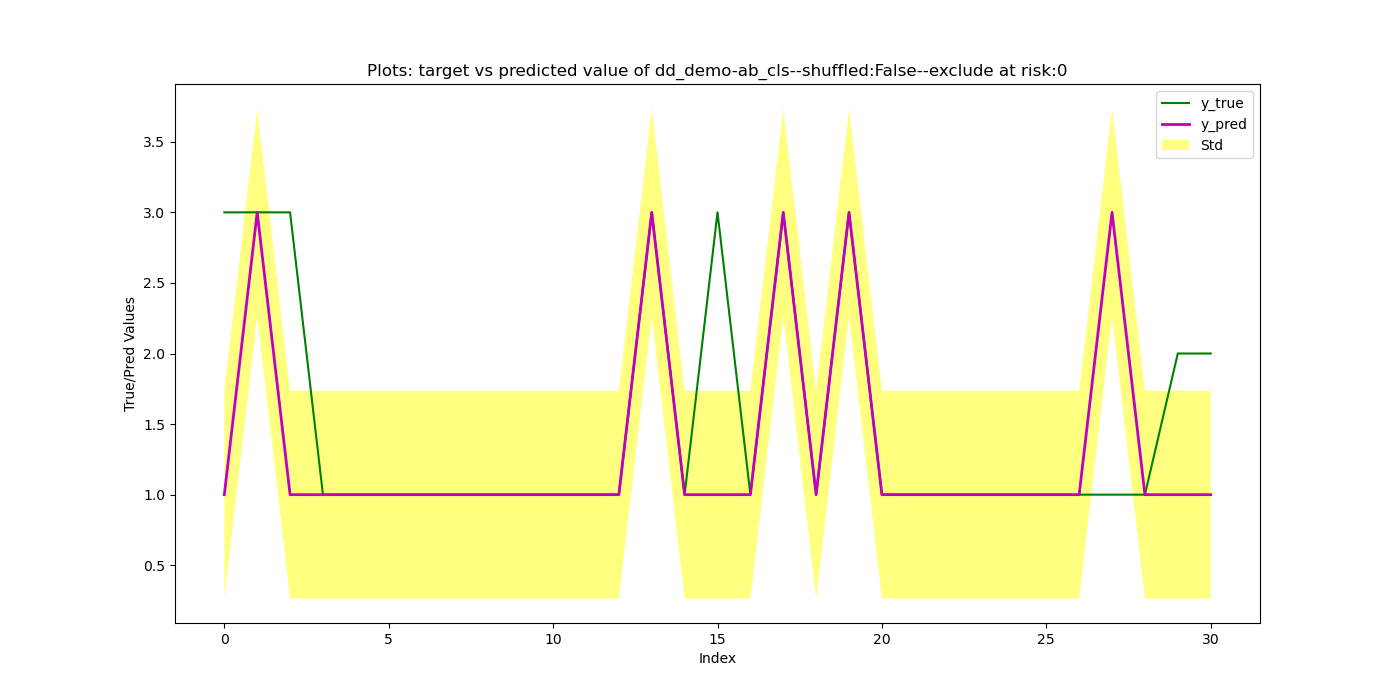 Plots: target vs predicted value of dd_demo-ab_cls--shuffled:False--exclude at risk:0
y_true
y_pred
Std
True/Pred Values
3.5
3.0
2.5
2.0
1.5
1.0
0.5
0 5 10 15 20 25 30
Index